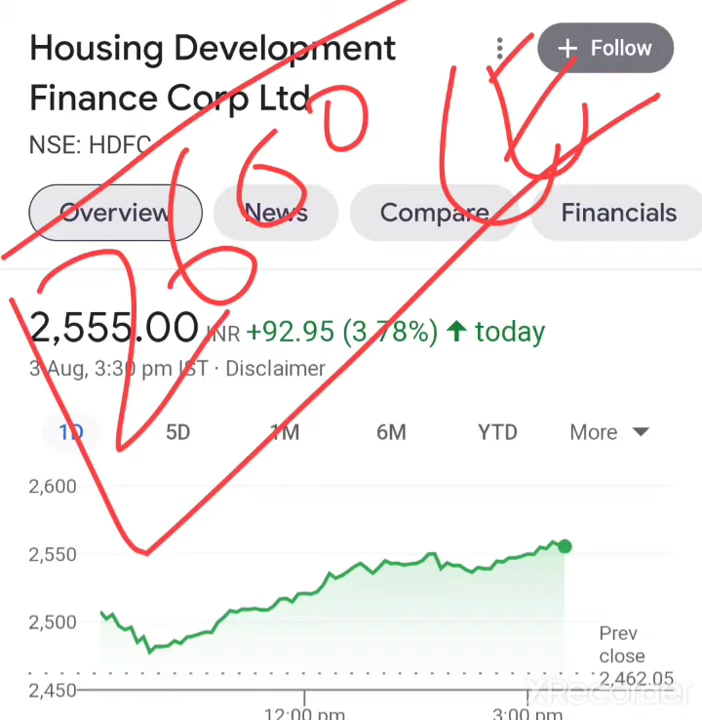 Housing Development
+ Follow
Finance Corp Ltd
NSE: HDFC
Overview News Compare Financials
2660 CE
2,555.00 INR +92.95 (3.78%) ↑ today
3 Aug, 3:30 pm IST · Disclaimer
1D 5D 1M 6M YTD More
2,600
2,550
2,500
Prev
close
2,462.05
2,450
XRecorder
12:00 pm 3:00 pm